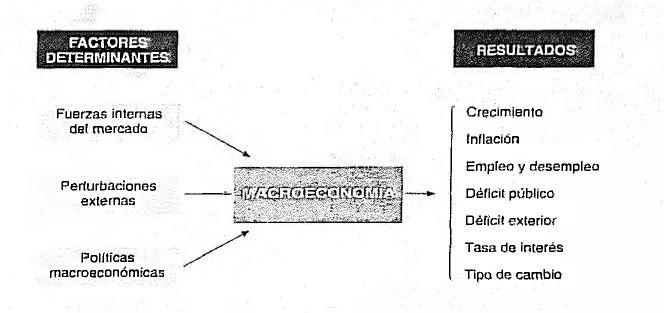 FACTORES
DETERMINANTES
RESULTADOS
Fuerzas internas
del mercado
Perturbaciones
externas
Políticas
macroeconómicas
MACROECONOMÍA
Crecimiento
Inflación
Empleo y desempleo
Déficit público
Déficit exterior
Tasa de interés
Tipo de cambio